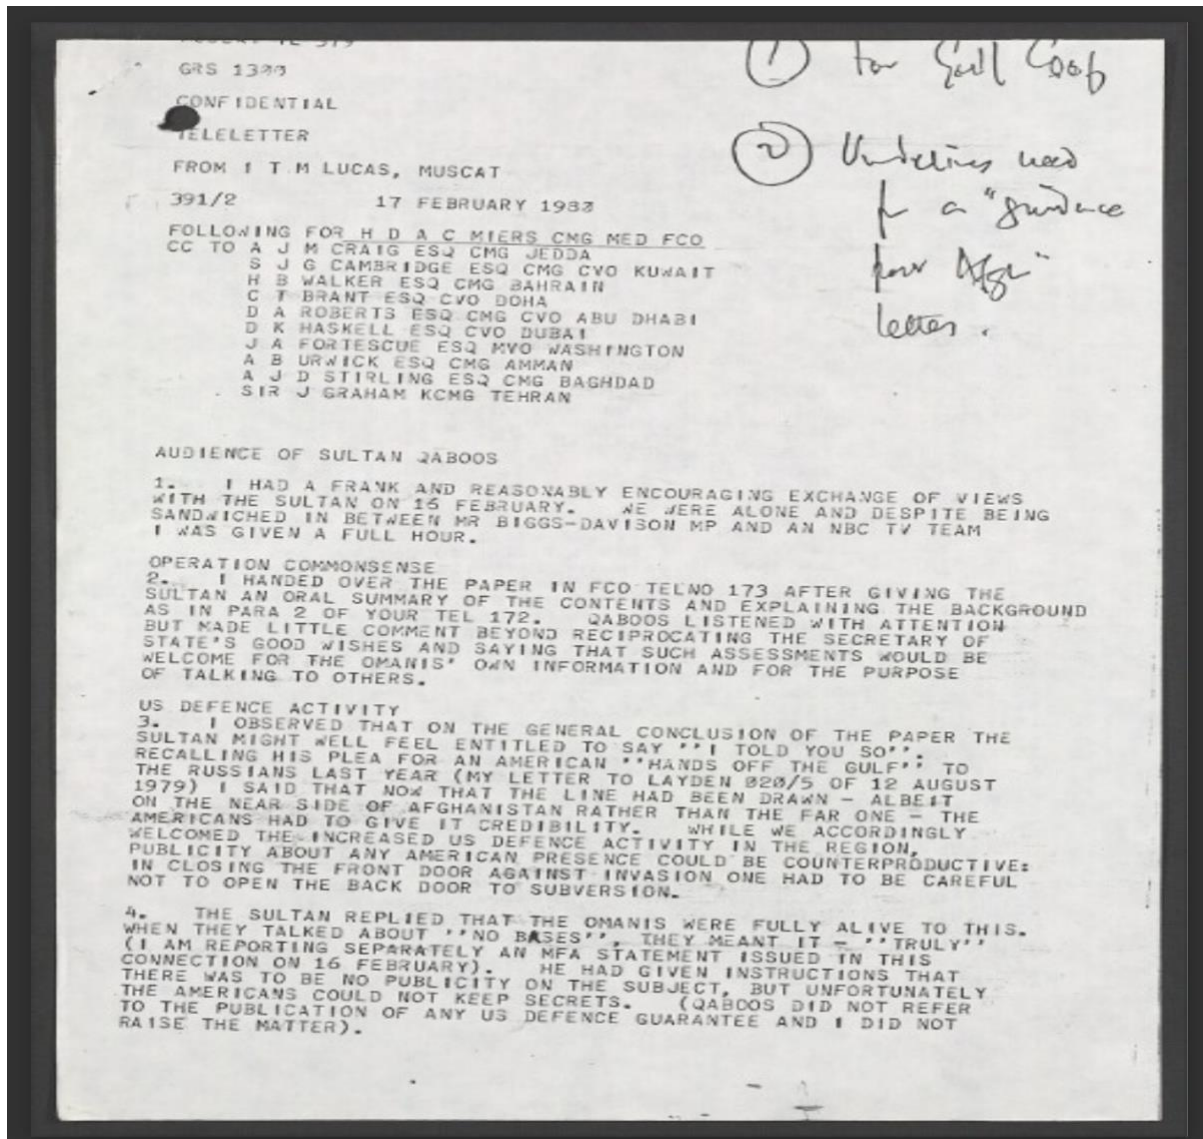 GRS 1300
CONFIDENTIAL
TELELETTER
FROM I T M LUCAS, MUSCAT
391/2 17 FEBRUARY 1980
FOLLOWING FOR H D A C MIERS CMG MED FCO
CC TO A J M CRAIG ESQ CMG JEDDA
S J G CAMBRIDGE ESQ CMG CVO KUWAIT
H B WALKER ESQ CMG BAHRAIN
C T BRANT ESQ CVO DOHA
D A ROBERTS ESQ CMG CVO ABU DHABI
D K HASKELL ESQ CVO DUBAI
J A FORTESCUE ESQ MVO WASHINGTON
A B URWICK ESQ CMG AMMAN
A J D STIRLING ESQ CMG BAGHDAD
SIR J GRAHAM KCMG TEHRAN
1
2 Underlines need
for a "guidance
"
letter.
AUDIENCE OF SULTAN QABOOS
1. I HAD A FRANK AND REASONABLY ENCOURAGING EXCHANGE OF VIEWS
WITH THE SULTAN ON 16 FEBRUARY. WE WERE ALONE AND DESPITE BEING
SANDWICHED IN BETWEEN MR BIGGS-DAVISON MP AND AN NBC TV TEAM
I WAS GIVEN A FULL HOUR.
OPERATION COMMONSENSE
2. I HANDED OVER THE PAPER IN FCO TELNO 173 AFTER GIVING THE
SULTAN AN ORAL SUMMARY OF THE CONTENTS AND EXPLAINING THE BACKGROUND
AS IN PARA 2 OF YOUR TEL 172. QABOOS LISTENED WITH ATTENTION
BUT MADE LITTLE COMMENT BEYOND RECIPROCATING THE SECRETARY OF
STATE'S GOOD WISHES AND SAYING THAT SUCH ASSESSMENTS WOULD BE
WELCOME FOR THE OMANIS' OWN INFORMATION AND FOR THE PURPOSE
OF TALKING TO OTHERS.
US DEFENCE ACTIVITY
3. I OBSERVED THAT ON THE GENERAL CONCLUSION OF THE PAPER THE
SULTAN MIGHT WELL FEEL ENTITLED TO SAY ''I TOLD YOU SO''.
RECALLING HIS PLEA FOR AN AMERICAN ''HANDS OFF THE GULF'' TO
THE RUSSIANS LAST YEAR (MY LETTER TO LAYDEN 020/5 OF 12 AUGUST
1979) I SAID THAT NOW THAT THE LINE HAD BEEN DRAWN - ALBEIT
ON THE NEAR SIDE OF AFGHANISTAN RATHER THAN THE FAR ONE - THE
AMERICANS HAD TO GIVE IT CREDIBILITY. WHILE WE ACCORDINGLY
WELCOMED THE INCREASED US DEFENCE ACTIVITY IN THE REGION,
PUBLICITY ABOUT ANY AMERICAN PRESENCE COULD BE COUNTERPRODUCTIVE:
IN CLOSING THE FRONT DOOR AGAINST INVASION ONE HAD TO BE CAREFUL
NOT TO OPEN THE BACK DOOR TO SUBVERSION.
4. THE SULTAN REPLIED THAT THE OMANIS WERE FULLY ALIVE TO THIS.
WHEN THEY TALKED ABOUT ''NO BASES'', THEY MEANT IT - ''TRULY''
(I AM REPORTING SEPARATELY AN MFA STATEMENT ISSUED IN THIS
CONNECTION ON 16 FEBRUARY). HE HAD GIVEN INSTRUCTIONS THAT
THERE WAS TO BE NO PUBLICITY ON THE SUBJECT, BUT UNFORTUNATELY
THE AMERICANS COULD NOT KEEP SECRETS. (QABOOS DID NOT REFER
TO THE PUBLICATION OF ANY US DEFENCE GUARANTEE AND I DID NOT
RAISE THE MATTER).